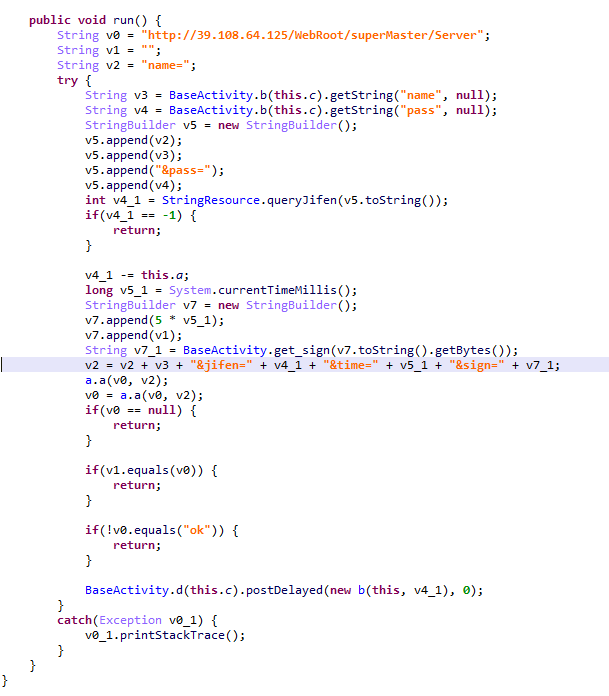 public void run() {
String v0 = "http://39.108.64.125/WebRoot/superMaster/Server";
String v1 = "";
String v2 = "name=";
try {
String v3 = BaseActivity.b(this.c).getString("name", null);
String v4 = BaseActivity.b(this.c).getString("pass", null);
StringBuilder v5 = new StringBuilder();
v5.append(v2);
v5.append(v3);
v5.append("&pass=");
v5.append(v4);
int v4_1 = StringResource.queryJifen(v5.toString());
if(v4_1 == -1) {
return;
}
v4_1 -= this.a;
long v5_1 = System.currentTimeMillis();
StringBuilder v7 = new StringBuilder();
v7.append(5 * v5_1);
v7.append(v1);
String v7_1 = BaseActivity.get_sign(v7.toString().getBytes());
v2 = v2 + v3 + "&jifen=" + v4_1 + "&time=" + v5_1 + "&sign=" + v7_1;
a.a(v0, v2);
v0 = a.a(v0, v2);
if(v0 == null) {
return;
}
if(v1.equals(v0)) {
return;
}
if(!v0.equals("ok")) {
return;
}
BaseActivity.d(this.c).postDelayed(new b(this, v4_1), 0);
}
catch(Exception v0_1) {
v0_1.printStackTrace();
}
}
}